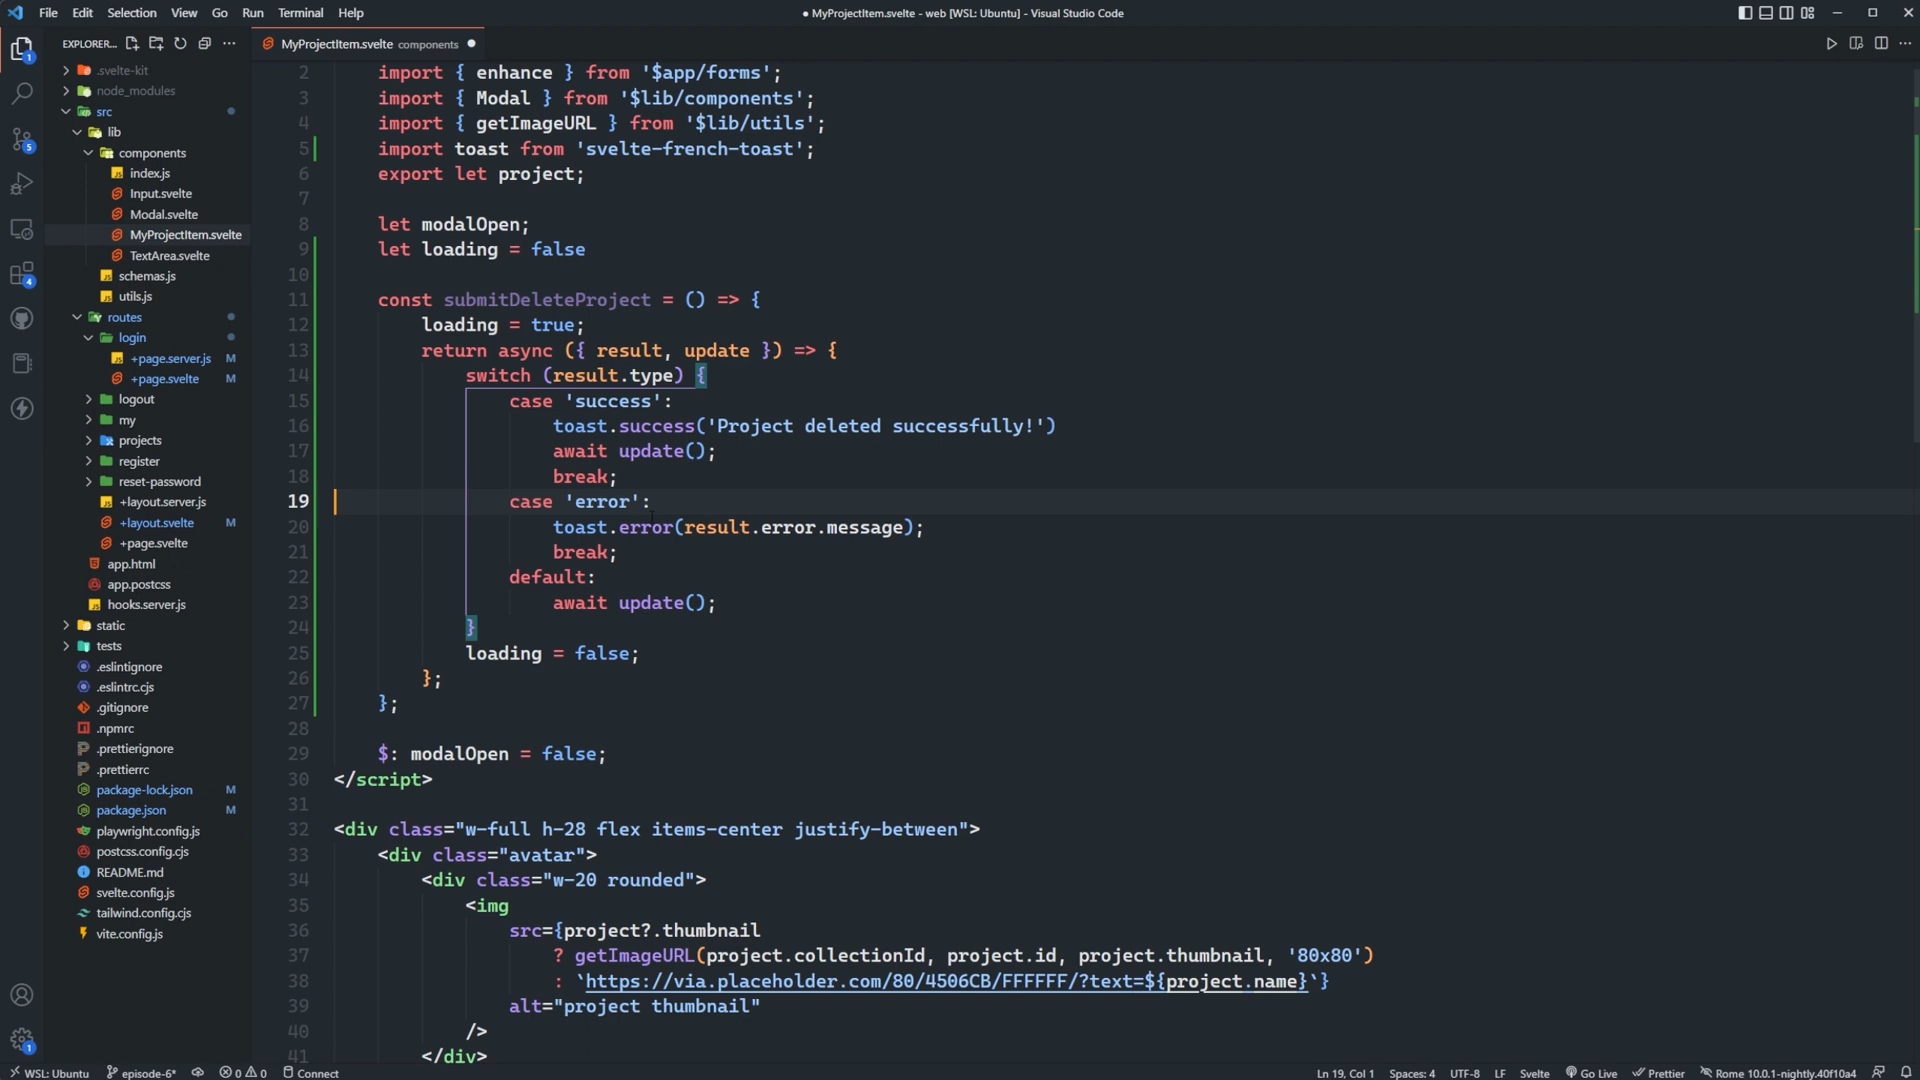 File Edit Selection View Go Run Terminal Help
● MyProjectItem.svelte - web [WSL: Ubuntu] - Visual Studio Code
EXPLORER...
MyProjectItem.svelte components
.svelte-kit
node_modules
src
lib
components
index.js
Input.svelte
Modal.svelte
MyProjectItem.svelte
TextArea.svelte
schemas.js
utils.js
routes
login
+page.server.js M
+page.svelte M
logout
my
projects
register
reset-password
+layout.server.js
+layout.svelte M
+page.svelte
app.html
app.postcss
hooks.server.js
static
tests
.eslintignore
.eslintrc.cjs
.gitignore
.npmrc
.prettierignore
.prettierrc
package-lock.json M
package.json M
playwright.config.js
postcss.config.cjs
README.md
svelte.config.js
tailwind.config.cjs
vite.config.js
1
5
4
1
2 import { enhance } from '$app/forms';
3 import { Modal } from '$lib/components';
4 import { getImageURL } from '$lib/utils';
5 import toast from 'svelte-french-toast';
6 export let project;
7
8 let modalOpen;
9 let loading = false
10
11 const submitDeleteProject = () => {
12 loading = true;
13 return async ({ result, update }) => {
14 switch (result.type) {
15 case 'success':
16 toast.success('Project deleted successfully!')
17 await update();
18 break;
19 case 'error':
20 toast.error(result.error.message);
21 break;
22 default:
23 await update();
24 }
25 loading = false;
26 };
27 };
28
29 $: modalOpen = false;
30 </script>
31
32 <div class="w-full h-28 flex items-center justify-between">
33 <div class="avatar">
34 <div class="w-20 rounded">
35 <img
36 src={project?.thumbnail
37 ? getImageURL(project.collectionId, project.id, project.thumbnail, '80x80')
38 : `https://via.placeholder.com/80/4506CB/FFFFFF/?text=${project.name}`}
39 alt="project thumbnail"
40 />
41 </div>
WSL: Ubuntu episode-6* 0 0 Connect
Ln 19, Col 1 Spaces: 4 UTF-8 LF Svelte Go Live Prettier Rome 10.0.1-nightly.40f10a4